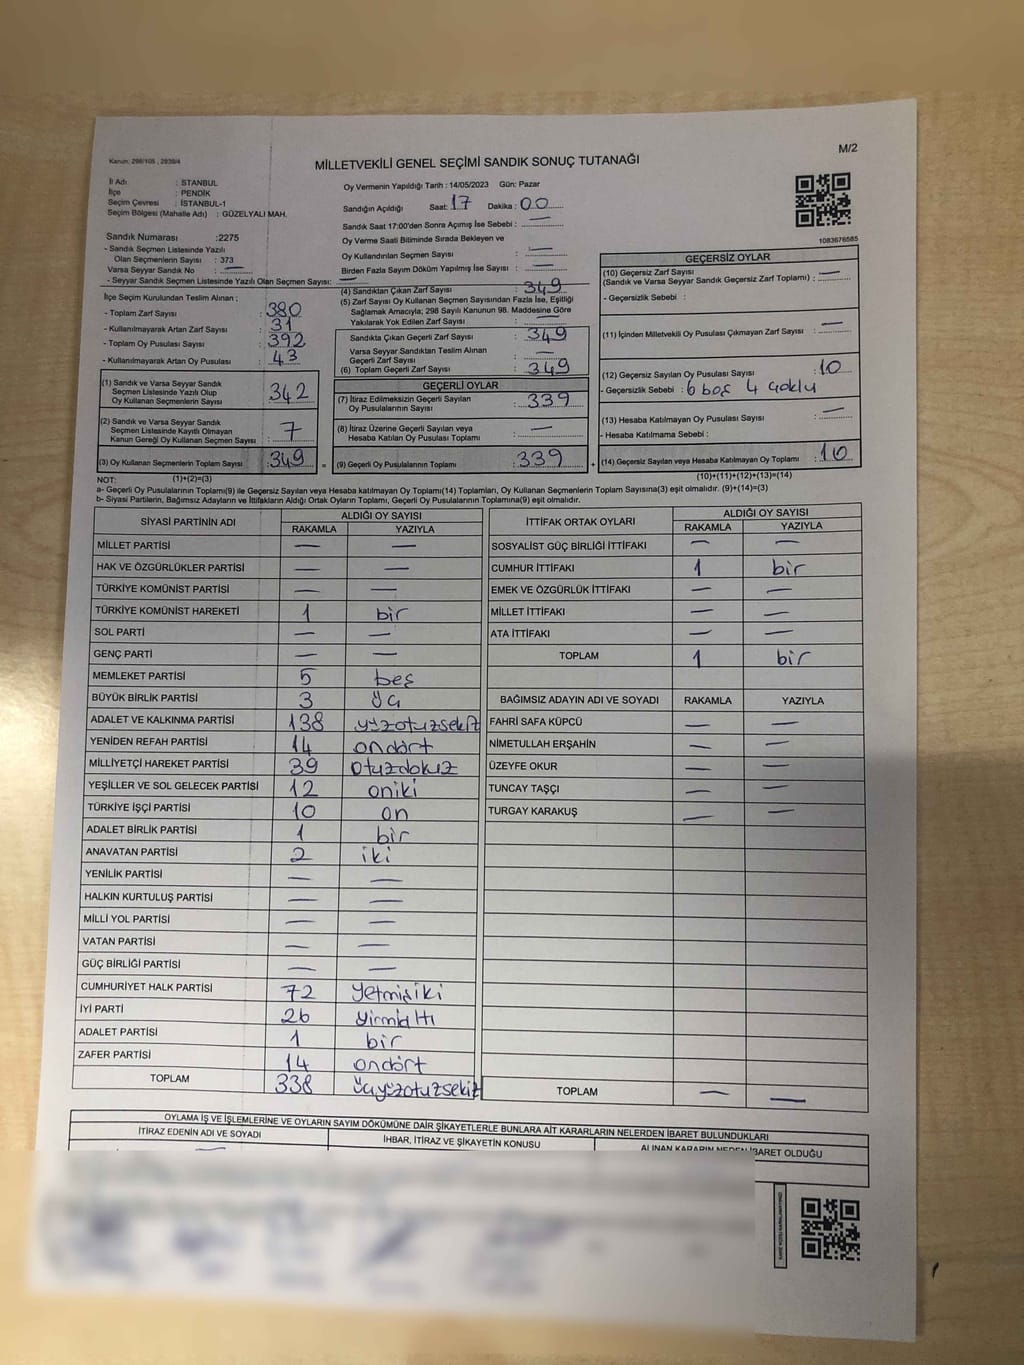 Kanun: 298/105 , 2839/4
MİLLETVEKİLİ GENEL SEÇİMİ SANDIK SONUÇ TUTANAĞI
M/2
İl Adı : İSTANBUL
İlçe : PENDİK
Seçim Çevresi : İSTANBUL-1
Seçim Bölgesi (Mahalle Adı) : GÜZELYALI MAH.
Sandık Numarası :2275
- Sandık Seçmen Listesinde Yazılı
Olan Seçmenlerin Sayısı : 373
Varsa Seyyar Sandık No : —
- Seyyar Sandık Seçmen Listesinde Yazılı Olan Seçmen Sayısı: —
İlçe Seçim Kurulundan Teslim Alınan ;
- Toplam Zarf Sayısı : 380
- Kullanılmayarak Artan Zarf Sayısı : 31
- Toplam Oy Pusulası Sayısı : 392
- Kullanılmayarak Artan Oy Pusulası : 43
(1) Sandık ve Varsa Seyyar Sandık
Seçmen Listesinde Yazılı Olup
Oy Kullanan Seçmenlerin Sayısı : 342
(2) Sandık ve Varsa Seyyar Sandık
Seçmen Listesinde Kayıtlı Olmayan
Kanun Gereği Oy Kullanan Seçmen Sayısı : 7
(3) Oy Kullanan Seçmenlerin Toplam Sayısı : 349
Oy Vermenin Yapıldığı Tarih : 14/05/2023 Gün: Pazar
Sandığın Açıldığı Saat: 17 Dakika : 00
Sandık Saat 17:00'den Sonra Açımış İse Sebebi : —
Oy Verme Saati Bitiminde Sırada Bekleyen ve
Oy Kullandırılan Seçmen Sayısı : —
Birden Fazla Sayım Döküm Yapılmış İse Sayısı : —
(4) Sandıktan Çıkan Zarf Sayısı : 349
(5) Zarf Sayısı Oy Kullanan Seçmen Sayısından Fazla İse, Eşitliği
Sağlamak Amacıyla; 298 Sayılı Kanunun 98. Maddesine Göre
Yakılarak Yok Edilen Zarf Sayısı : —
Sandıkta Çıkan Geçerli Zarf Sayısı : 349
Varsa Seyyar Sandıktan Teslim Alınan
Geçerli Zarf Sayısı : —
(6) Toplam Geçerli Zarf Sayısı : 349
GEÇERLİ OYLAR
(7) İtiraz Edilmeksizin Geçerli Sayılan
Oy Pusulalarının Sayısı : 339
(8) İtiraz Üzerine Geçerli Sayılan veya
Hesaba Katılan Oy Pusulası Toplamı : —
= (9) Geçerli Oy Pusulalarının Toplamı : 339 +
1083676585
GEÇERSİZ OYLAR
(10) Geçersiz Zarf Sayısı
(Sandık ve Varsa Seyyar Sandık Geçersiz Zarf Toplamı) : —
- Geçersizlik Sebebi :
(11) İçinden Milletvekili Oy Pusulası Çıkmayan Zarf Sayısı : —
(12) Geçersiz Sayılan Oy Pusulası Sayısı : 10
- Geçersizlik Sebebi : 6 boş 4 çoklu
(13) Hesaba Katılmayan Oy Pusulası Sayısı : —
- Hesaba Katılmama Sebebi :
(14) Geçersiz Sayılan veya Hesaba Katılmayan Oy Toplamı : 10
NOT: (1)+(2)=(3) (10)+(11)+(12)+(13)=(14)
a- Geçerli Oy Pusulalarının Toplamı(9) ile Geçersiz Sayılan veya Hesaba katılmayan Oy Toplamı(14) Toplamları, Oy Kullanan Seçmenlerin Toplam Sayısına(3) eşit olmalıdır. (9)+(14)=(3)
b- Siyasi Partilerin, Bağımsız Adayların ve İttifakların Aldığı Ortak Oyların Toplamı, Geçerli Oy Pusulalarının Toplamına(9) eşit olmalıdır.
SİYASİ PARTİNİN ADI ALDIĞI OY SAYISI
RAKAMLA YAZIYLA
MİLLET PARTİSİ — —
HAK VE ÖZGÜRLÜKLER PARTİSİ — —
TÜRKİYE KOMÜNİST PARTİSİ — —
TÜRKİYE KOMÜNİST HAREKETİ 1 bir
SOL PARTİ — —
GENÇ PARTİ — —
MEMLEKET PARTİSİ 5 beş
BÜYÜK BİRLİK PARTİSİ 3 üç
ADALET VE KALKINMA PARTİSİ 138 yüzotuzsekiz
YENİDEN REFAH PARTİSİ 14 ondört
MİLLİYETÇİ HAREKET PARTİSİ 39 otuzdokuz
YEŞİLLER VE SOL GELECEK PARTİSİ 12 oniki
TÜRKİYE İŞÇİ PARTİSİ 10 on
ADALET BİRLİK PARTİSİ 1 bir
ANAVATAN PARTİSİ 2 iki
YENİLİK PARTİSİ — —
HALKIN KURTULUŞ PARTİSİ — —
MİLLİ YOL PARTİSİ — —
VATAN PARTİSİ — —
GÜÇ BİRLİĞİ PARTİSİ — —
CUMHURİYET HALK PARTİSİ 72 yetmişiki
İYİ PARTİ 26 yirmialtı
ADALET PARTİSİ 1 bir
ZAFER PARTİSİ 14 ondört
TOPLAM 338 üçyüzotuzsekiz
İTTİFAK ORTAK OYLARI ALDIĞI OY SAYISI
RAKAMLA YAZIYLA
SOSYALİST GÜÇ BİRLİĞİ İTTİFAKI — —
CUMHUR İTTİFAKI 1 bir
EMEK VE ÖZGÜRLÜK İTTİFAKI — —
MİLLET İTTİFAKI — —
ATA İTTİFAKI — —
TOPLAM 1 bir
BAĞIMSIZ ADAYIN ADI VE SOYADI RAKAMLA YAZIYLA
FAHRİ SAFA KÜPCÜ — —
NİMETULLAH ERŞAHİN — —
ÜZEYFE OKUR — —
TUNCAY TAŞÇI — —
TURGAY KARAKUŞ — —
TOPLAM — —
OYLAMA İŞ VE İŞLEMLERİNE VE OYLARIN SAYIM DÖKÜMÜNE DAİR ŞİKAYETLERLE BUNLARA AİT KARARLARIN NELERDEN İBARET BULUNDUKLARI
İTİRAZ EDENİN ADI VE SOYADI İHBAR, İTİRAZ VE ŞİKAYETİN KONUSU ALINAN KARARIN NEDEN İBARET OLDUĞU
—